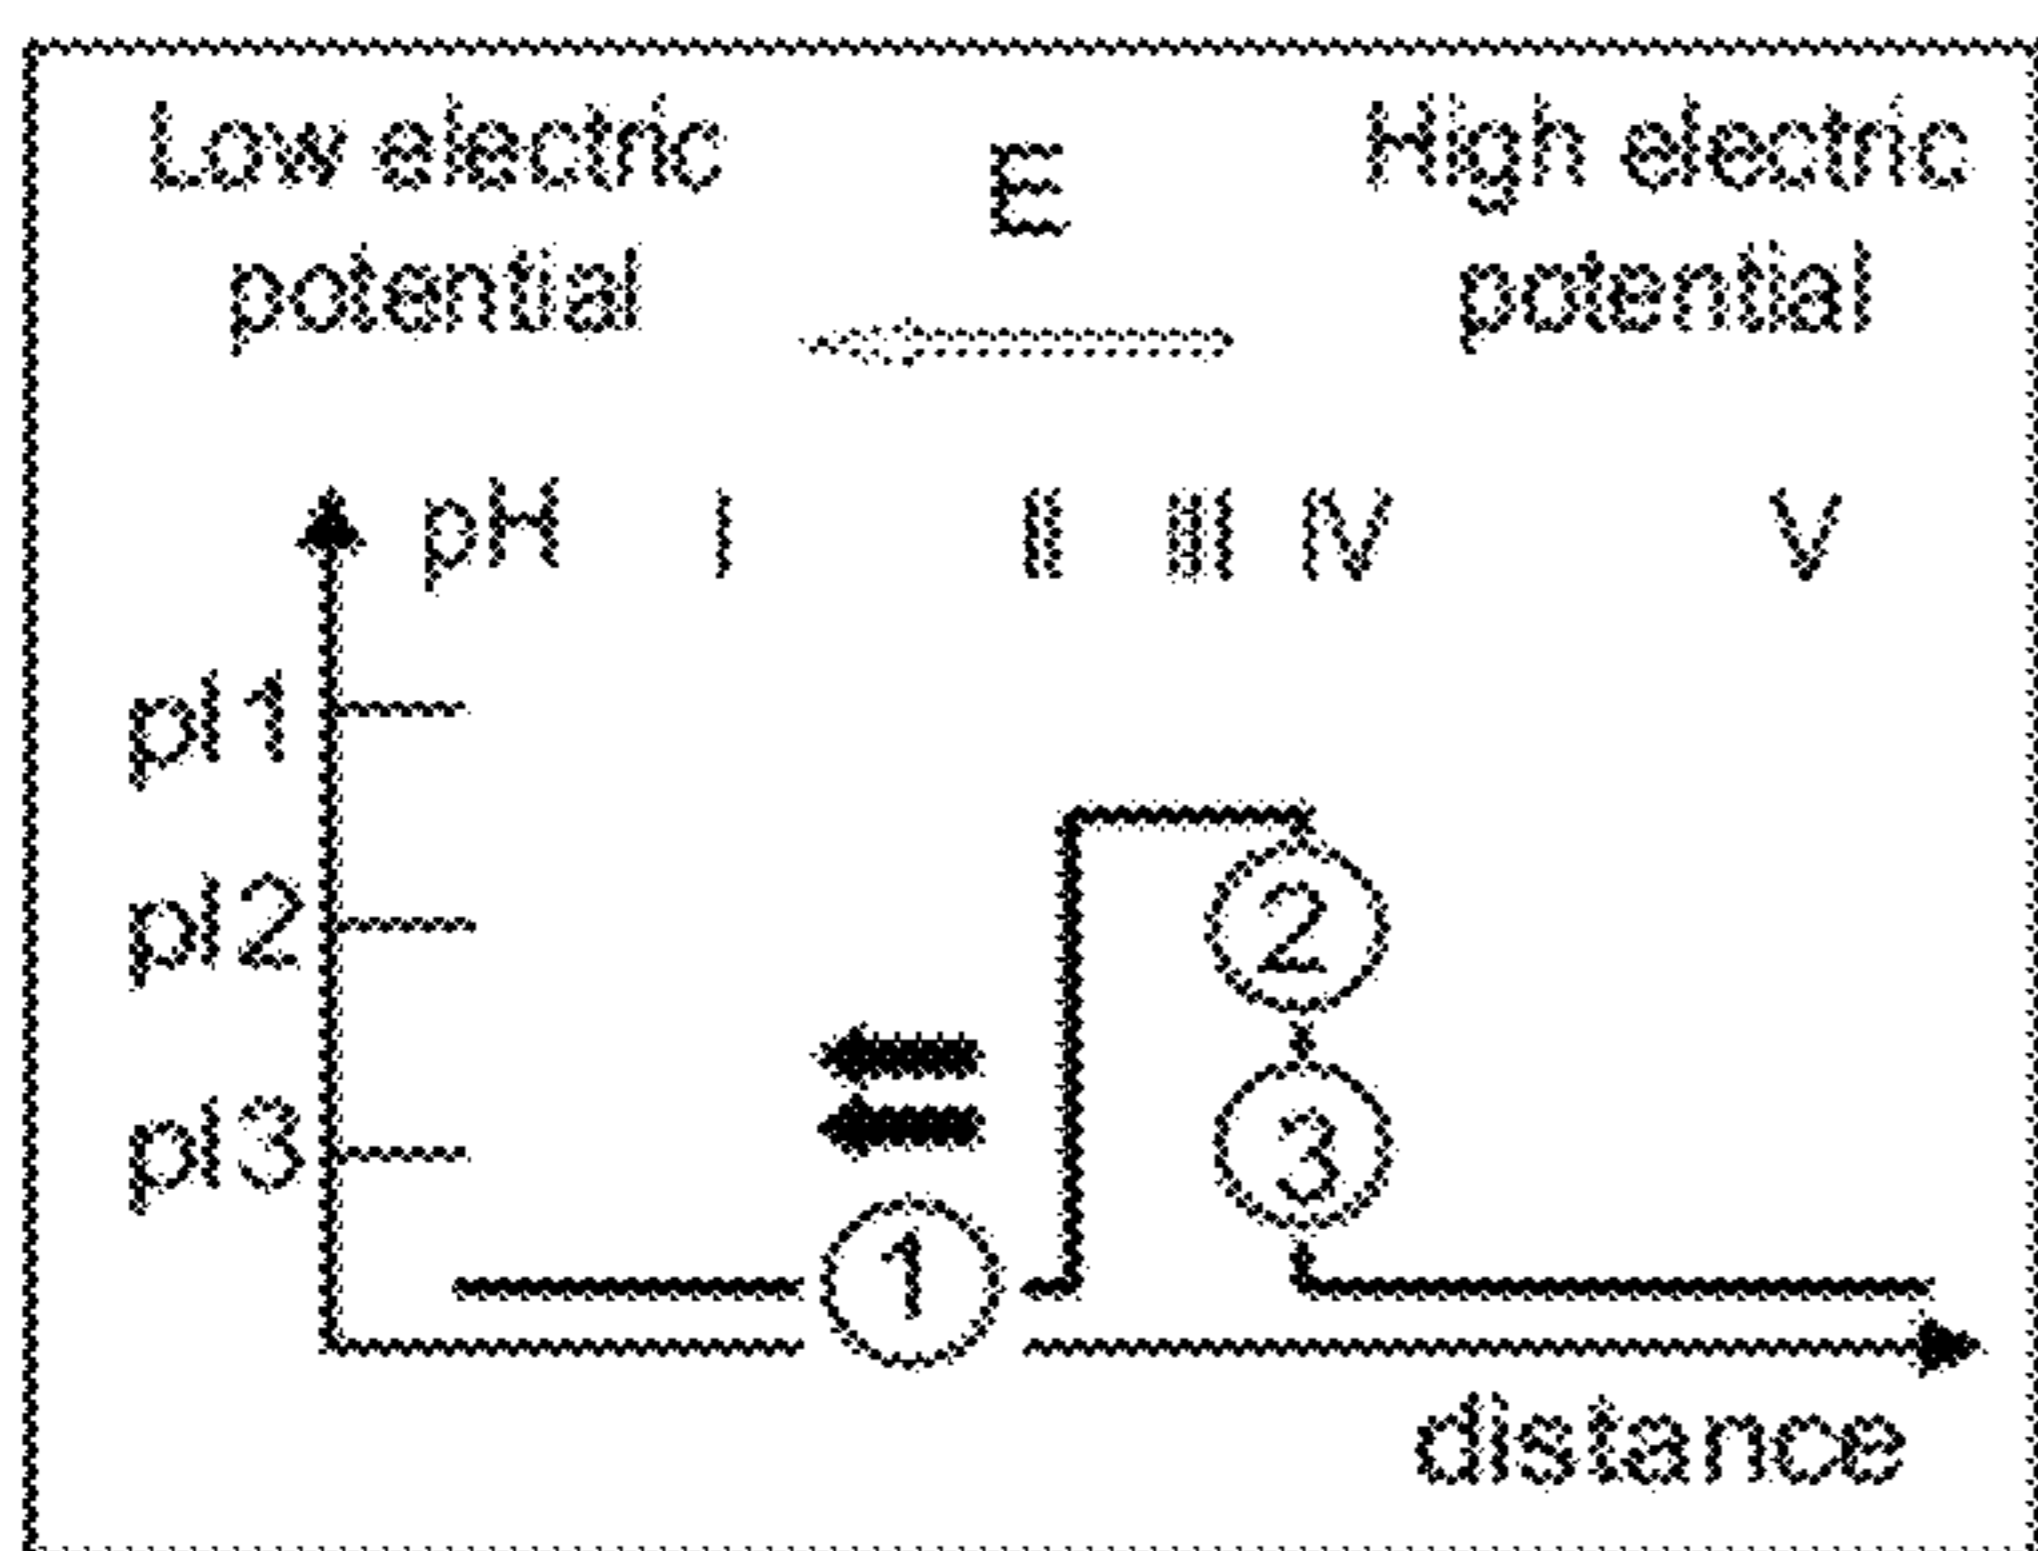 Low electric
potential
E
High electric
potential
pH I II III IV V
pI1
pI2
pI3
2
3
1
distance